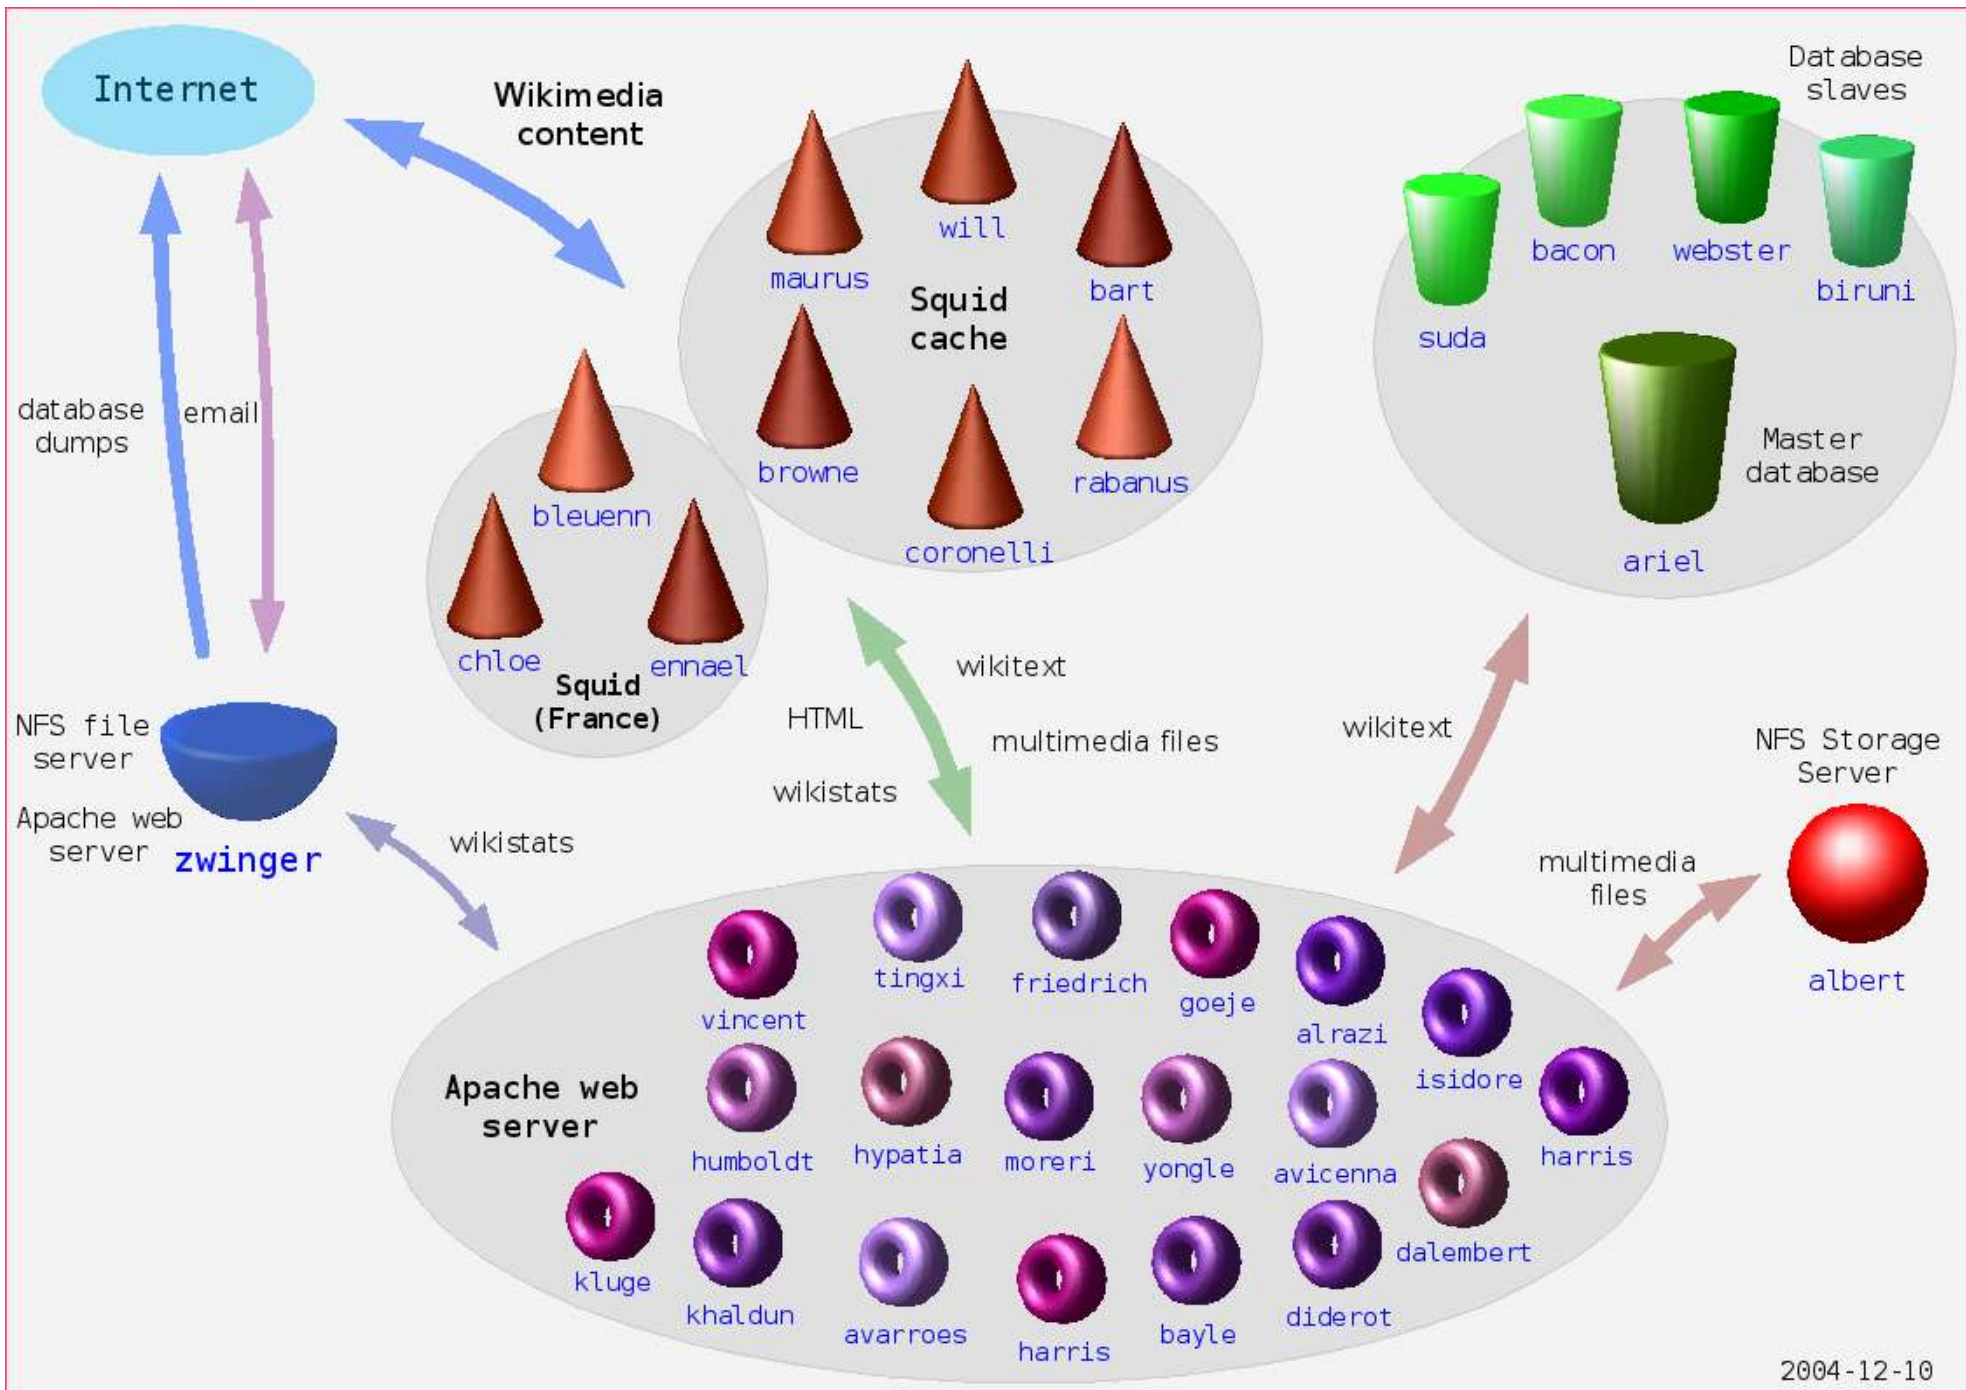 Internet
Wikimedia
content
Database
slaves
will
maurus
bart
Squid
cache
browne
rabanus
coronelli
bacon
webster
biruni
suda
Master
database
ariel
database
dumps
email
bleuenn
chloe
ennael
Squid
(France)
NFS file
server
Apache web
server
zwinger
wikistats
wikitext
HTML
multimedia files
wikistats
wikitext
NFS Storage
Server
multimedia
files
albert
Apache web
server
vincent
tingxi
friedrich
goeje
alrazi
isidore
harris
humboldt
hypatia
moreri
yongle
avicenna
dalembert
kluge
khaldun
avarroes
harris
bayle
diderot
2004-12-10